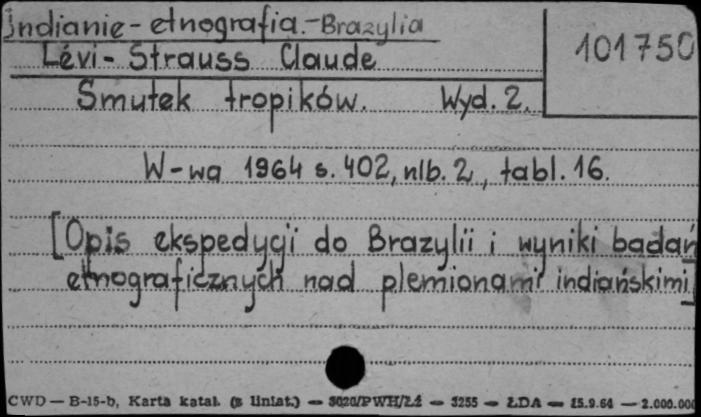 Indianie - etnografia. - Brazylia
Lévi - Strauss Claude
101750
Smutek tropików. Wyd. 2.
W-wa 1964 s. 402, nlb. 2, tabl. 16.
[Opis ekspedycji do Brazylii i wyniki badań
etnograficznych nad plemionami indiańskimi]
CWD — B-15-b, Karta katal. (z liniat.) — 3020/PWH/Łź — 3255 — ŁDA — 15.9.64 — 2.000.000